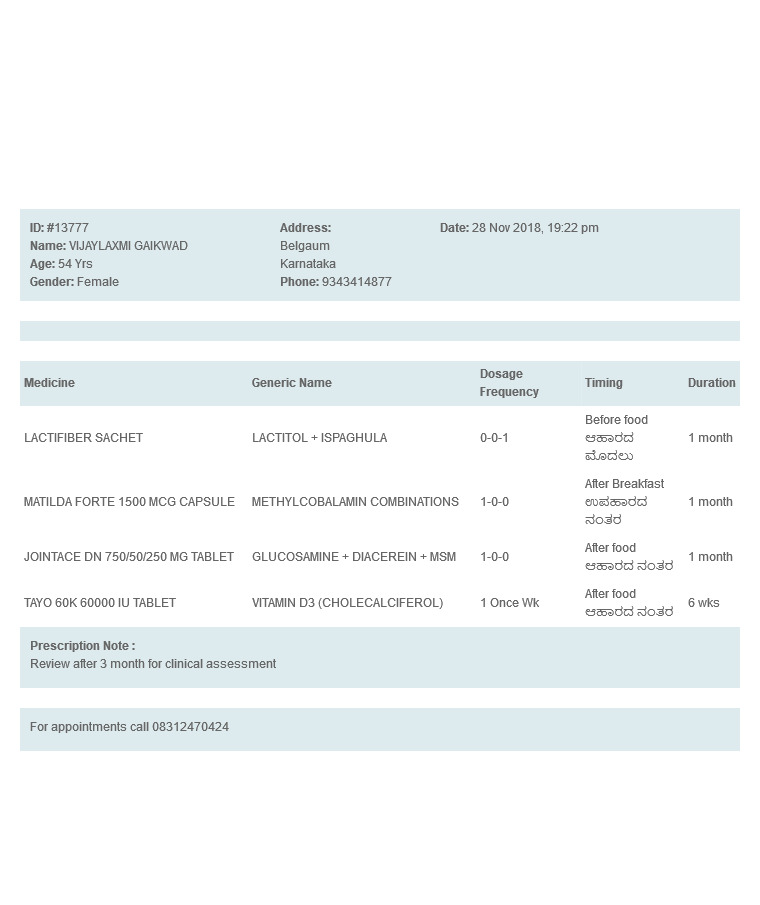 ID: #13777
Name: VIJAYLAXMI GAIKWAD
Age: 54 Yrs
Gender: Female
Address:
Belgaum
Karnataka
Phone: 9343414877
Date: 28 Nov 2018, 19:22 pm
Medicine Generic Name Dosage Frequency Timing Duration
LACTIFIBER SACHET LACTITOL + ISPAGHULA 0-0-1 Before food 1 month
ಆಹಾರದ
ಮೊದಲು
MATILDA FORTE 1500 MCG CAPSULE METHYLCOBALAMIN COMBINATIONS 1-0-0 After Breakfast 1 month
ಉಪಹಾರದ
ನಂತರ
JOINTACE DN 750/50/250 MG TABLET GLUCOSAMINE + DIACEREIN + MSM 1-0-0 After food 1 month
ಆಹಾರದ ನಂತರ
TAYO 60K 60000 IU TABLET VITAMIN D3 (CHOLECALCIFEROL) 1 Once Wk After food 6 wks
ಆಹಾರದ ನಂತರ
Prescription Note :
Review after 3 month for clinical assessment
For appointments call 08312470424